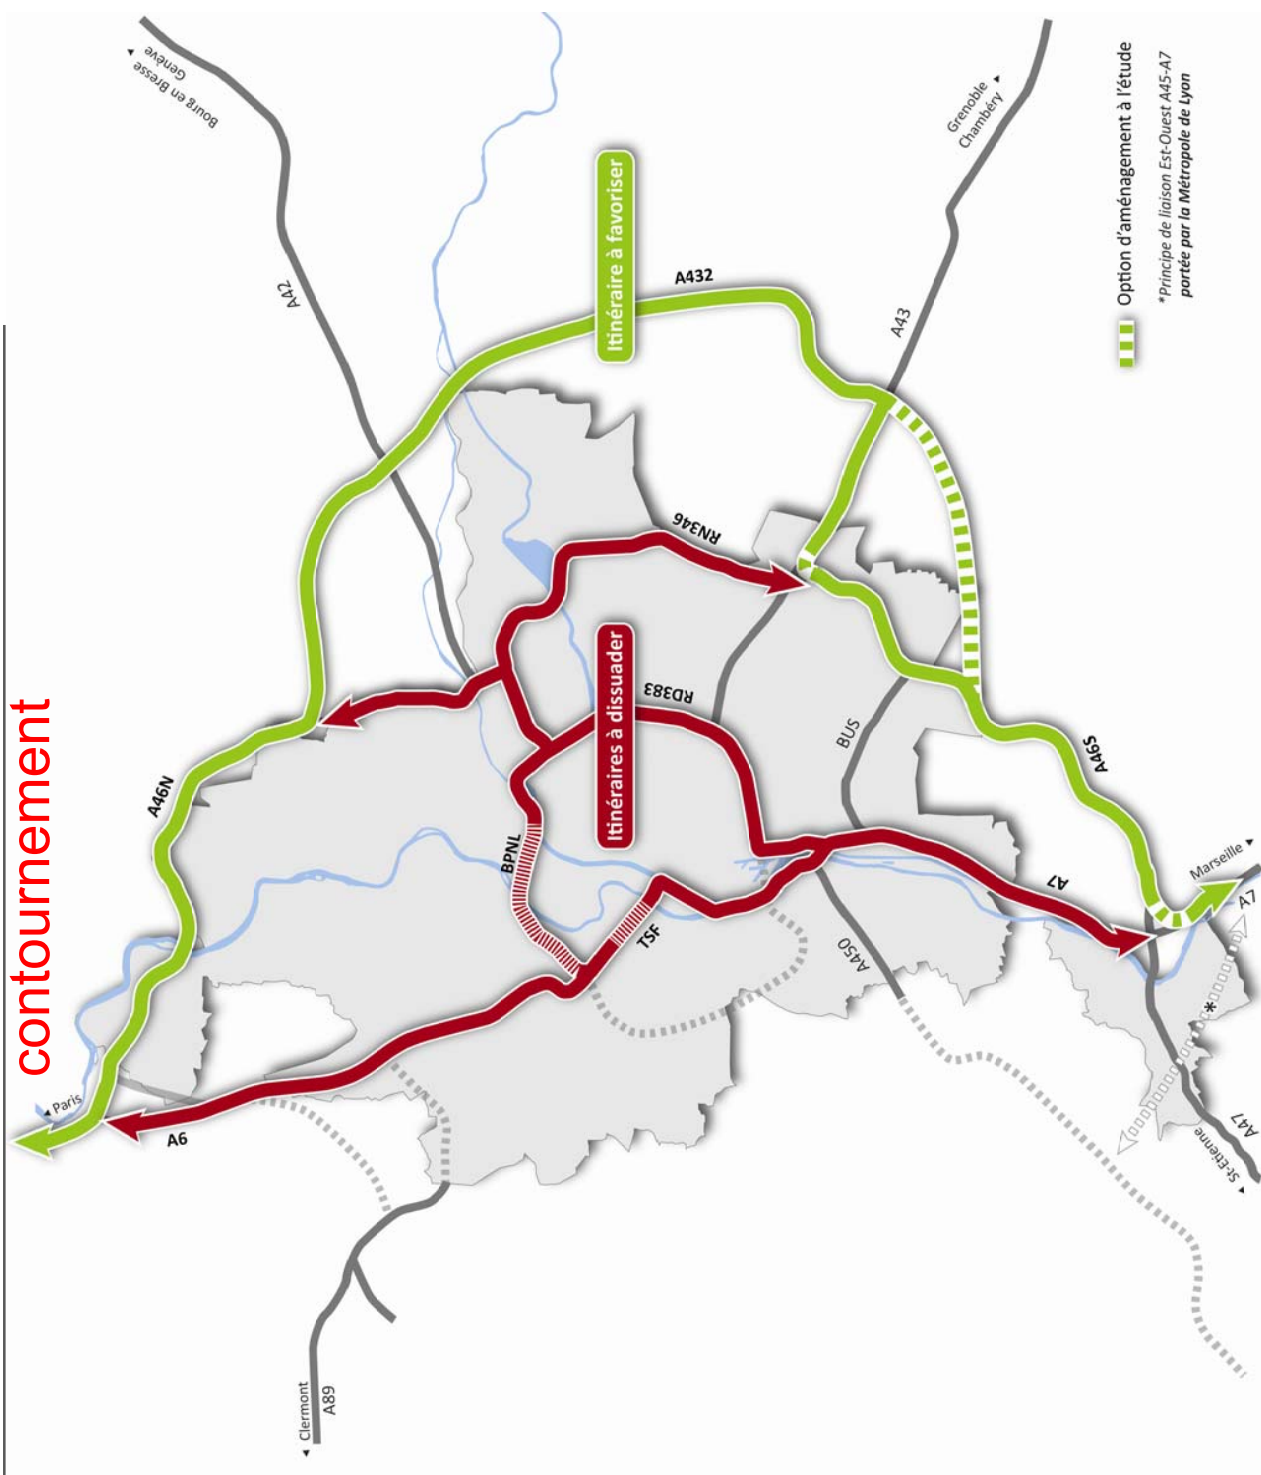 contournement
Bourg en Bresse
Genève
A42
Itinéraire à favoriser
A432
Grenoble
Chambéry
A43
Option d'aménagement à l'étude
*Principe de liaison Est-Ouest A45-A7
portée par la Métropole de Lyon
RN346
Itinéraires à dissuader
RD383
BUS
A46N
BPNL
TSF
A46S
A7
Marseille
A7
A450
*
Paris
A6
A47
St-Etienne
Clermont
A89